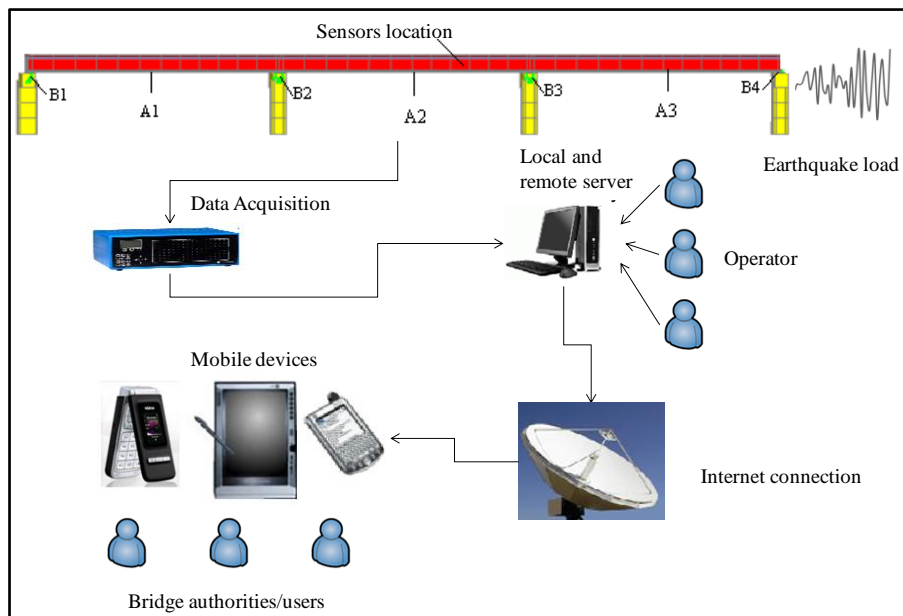 Sensors location
B1
B2
B3
B4
A1
A2
A3
Earthquake load
Local and
remote server
Data Acquisition
Operator
Mobile devices
Internet connection
Bridge authorities/users